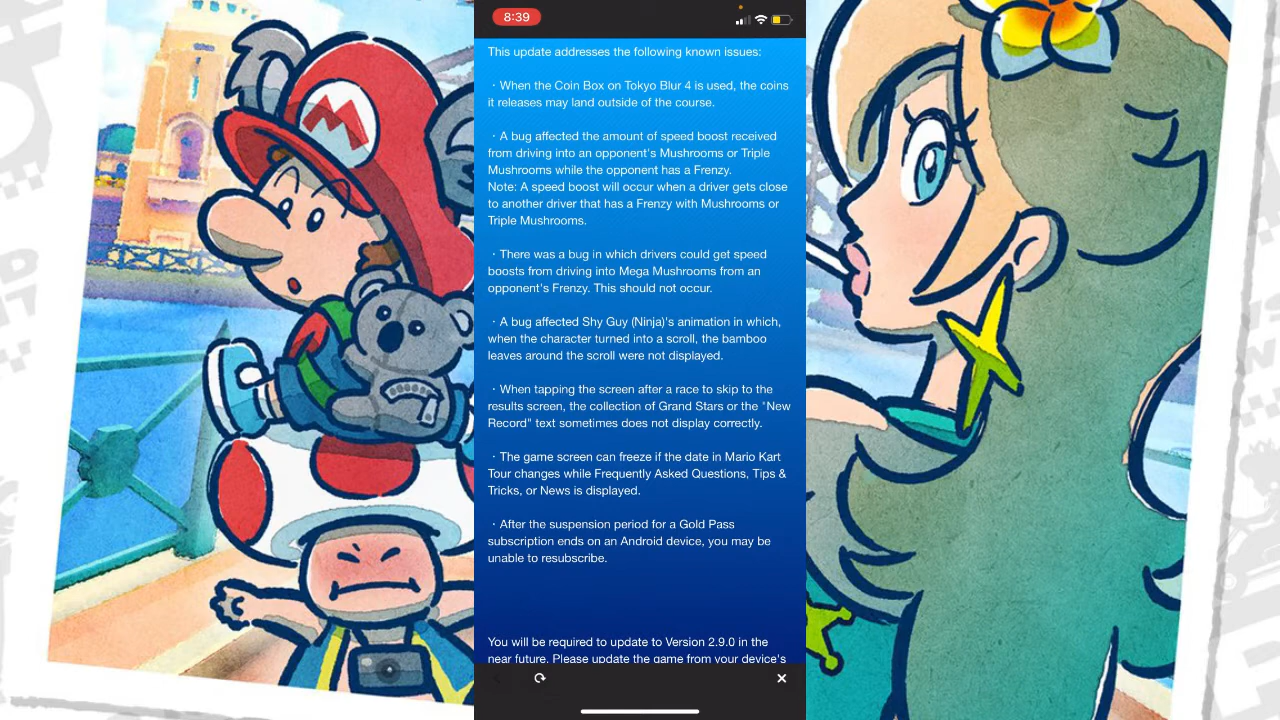 8:39
This update addresses the following known issues:
・When the Coin Box on Tokyo Blur 4 is used, the coins
it releases may land outside of the course.
・A bug affected the amount of speed boost received
from driving into an opponent's Mushrooms or Triple
Mushrooms while the opponent has a Frenzy.
Note: A speed boost will occur when a driver gets close
to another driver that has a Frenzy with Mushrooms or
Triple Mushrooms.
・There was a bug in which drivers could get speed
boosts from driving into Mega Mushrooms from an
opponent's Frenzy. This should not occur.
・A bug affected Shy Guy (Ninja)'s animation in which,
when the character turned into a scroll, the bamboo
leaves around the scroll were not displayed.
・When tapping the screen after a race to skip to the
results screen, the collection of Grand Stars or the "New
Record" text sometimes does not display correctly.
・The game screen can freeze if the date in Mario Kart
Tour changes while Frequently Asked Questions, Tips &
Tricks, or News is displayed.
・After the suspension period for a Gold Pass
subscription ends on an Android device, you may be
unable to resubscribe.
You will be required to update to Version 2.9.0 in the
near future. Please update the game from your device's